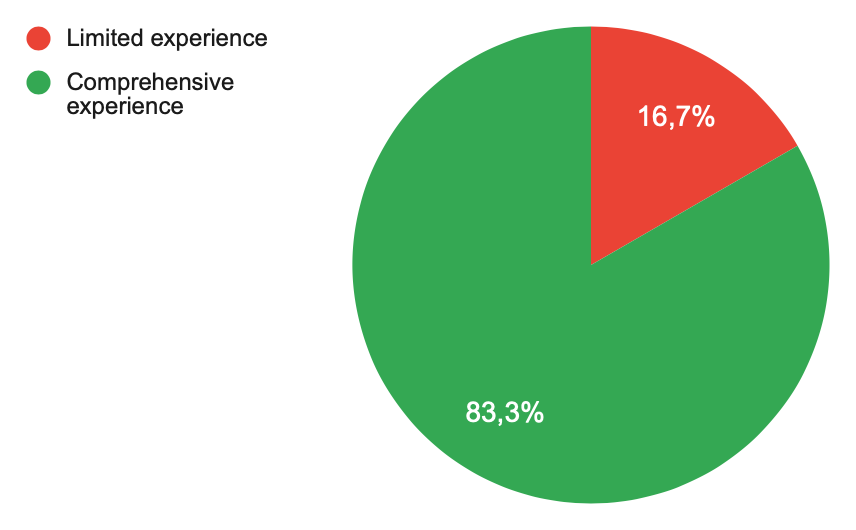 Limited experience
Comprehensive
experience
16,7%
83,3%